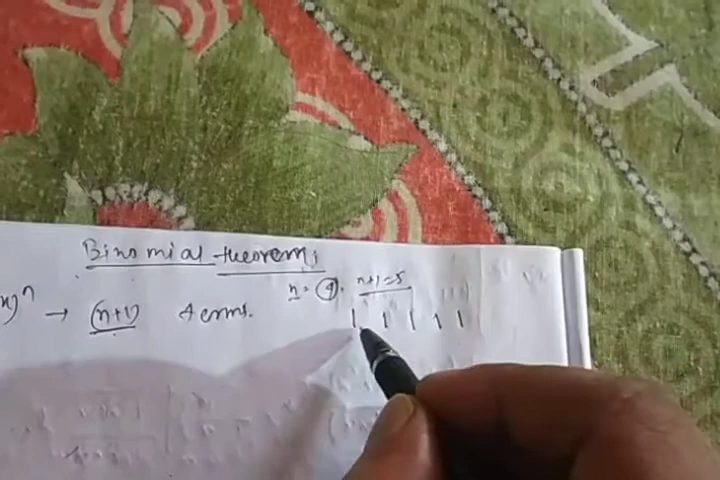 Binomial theorem;
n = 4. n+1=5
x)^n → (n+1) terms.
| | | | |